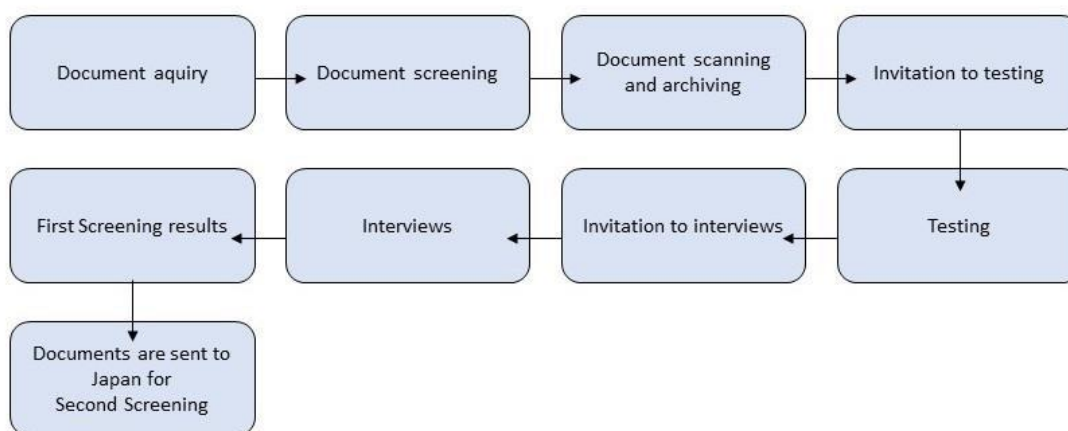 Document aquiry
Document screening
Document scanning
and archiving
Invitation to testing
Testing
Invitation to interviews
Interviews
First Screening results
Documents are sent to
Japan for
Second Screening